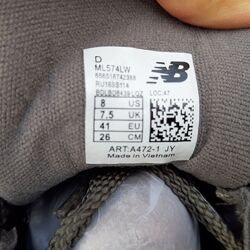 D
ML574LW
RU18SS114
LOC:47
8 US
7.5 UK
41 EU
26 CM
ART:A472-1 JY
Made in Vietnam
NB